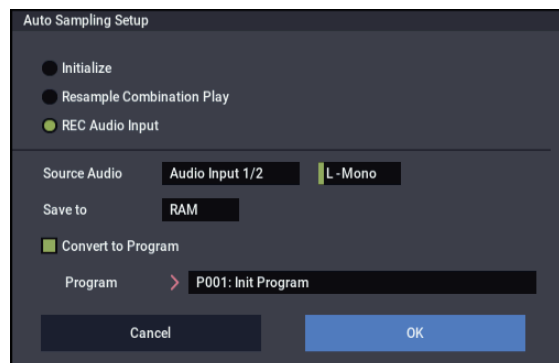 Auto Sampling Setup
Initialize
Resample Combination Play
REC Audio Input
Source Audio Audio Input 1/2 L-Mono
Save to RAM
Convert to Program
Program P001: Init Program
Cancel OK